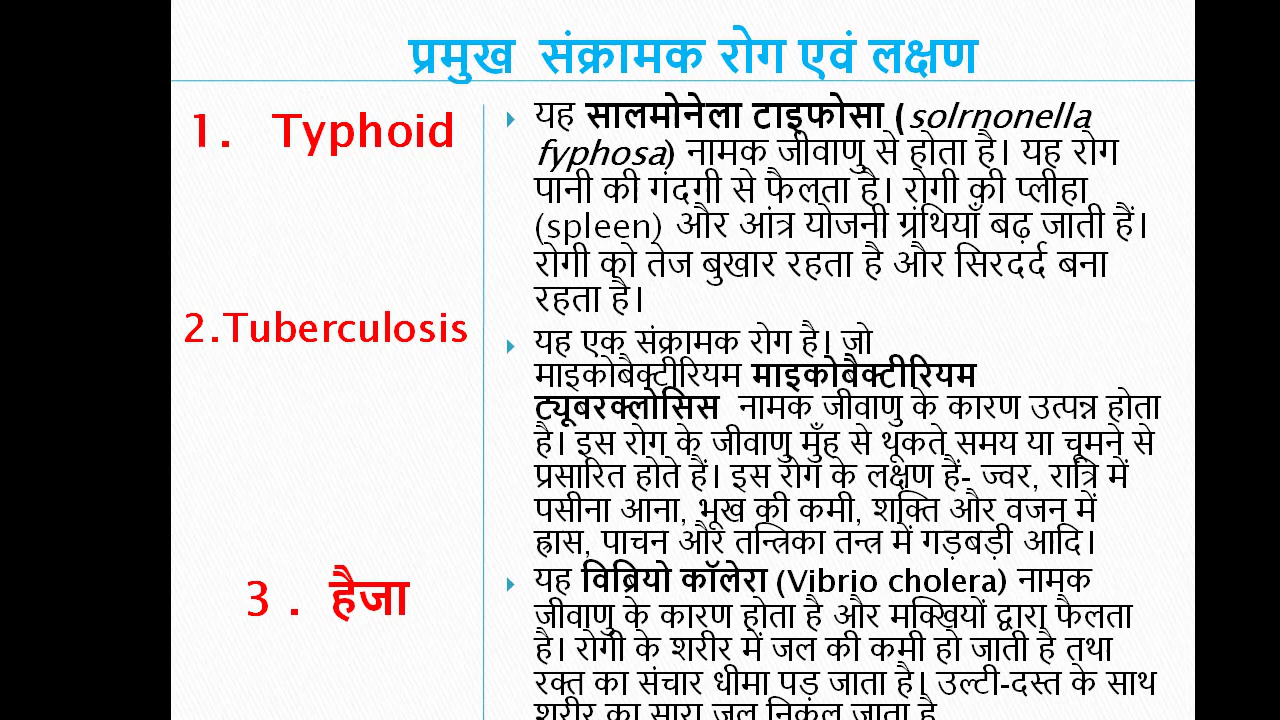 प्रमुख संक्रामक रोग एवं लक्षण
1. Typhoid
यह सालमोनेला टाइफोसा (solrnonella
fyphosa) नामक जीवाणु से होता है। यह रोग
पानी की गंदगी से फैलता है। रोगी की प्लीहा
(spleen) और आंत्र योजनी ग्रंथियाँ बढ़ जाती हैं।
रोगी को तेज बुखार रहता है और सिरदर्द बना
रहता है।
2.Tuberculosis
यह एक संक्रामक रोग है। जो
माइकोबैक्टीरियम माइकोबैक्टीरियम
ट्यूबरक्लोसिस नामक जीवाणु के कारण उत्पन्न होता
है। इस रोग के जीवाणु मुँह से थूकते समय या चूमने से
प्रसारित होते हैं। इस रोग के लक्षण हैं- ज्वर, रात्रि में
पसीना आना, भूख की कमी, शक्ति और वजन में
ह्रास, पाचन और तन्त्रिका तन्त्र में गड़बड़ी आदि।
3 . हैजा
यह विब्रियो कॉलेरा (Vibrio cholera) नामक
जीवाणु के कारण होता है और मक्खियों द्वारा फैलता
है। रोगी के शरीर में जल की कमी हो जाती है तथा
रक्त का संचार धीमा पड़ जाता है। उल्टी-दस्त के साथ
शरीर का सारा जल निकल जाता है